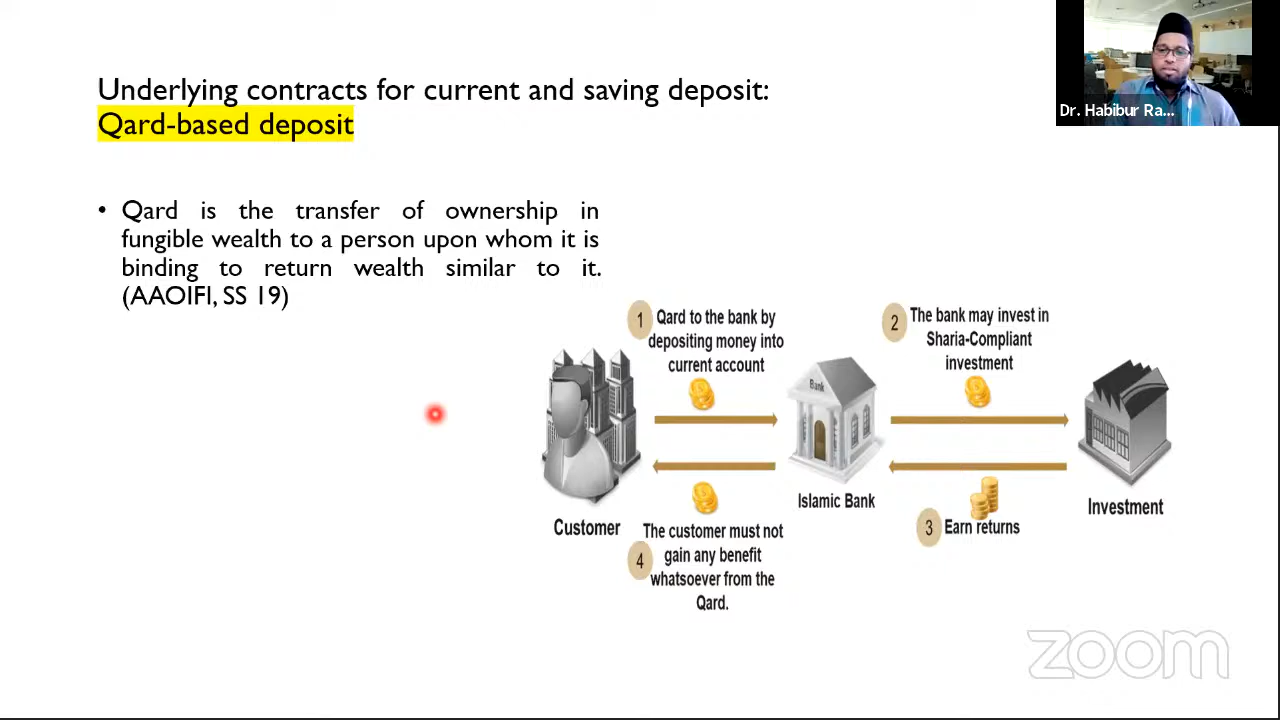 Underlying contracts for current and saving deposit:
Qard-based deposit
• Qard is the transfer of ownership in
fungible wealth to a person upon whom it is
binding to return wealth similar to it.
(AAOIFI, SS 19)
Dr. Habibur Ra...
1
Qard to the bank by
depositing money into
current account
2
The bank may invest in
Sharia-Compliant
investment
Bank
Customer
Islamic Bank
Investment
3
Earn returns
4
The customer must not
gain any benefit
whatsoever from the
Qard.
zoom